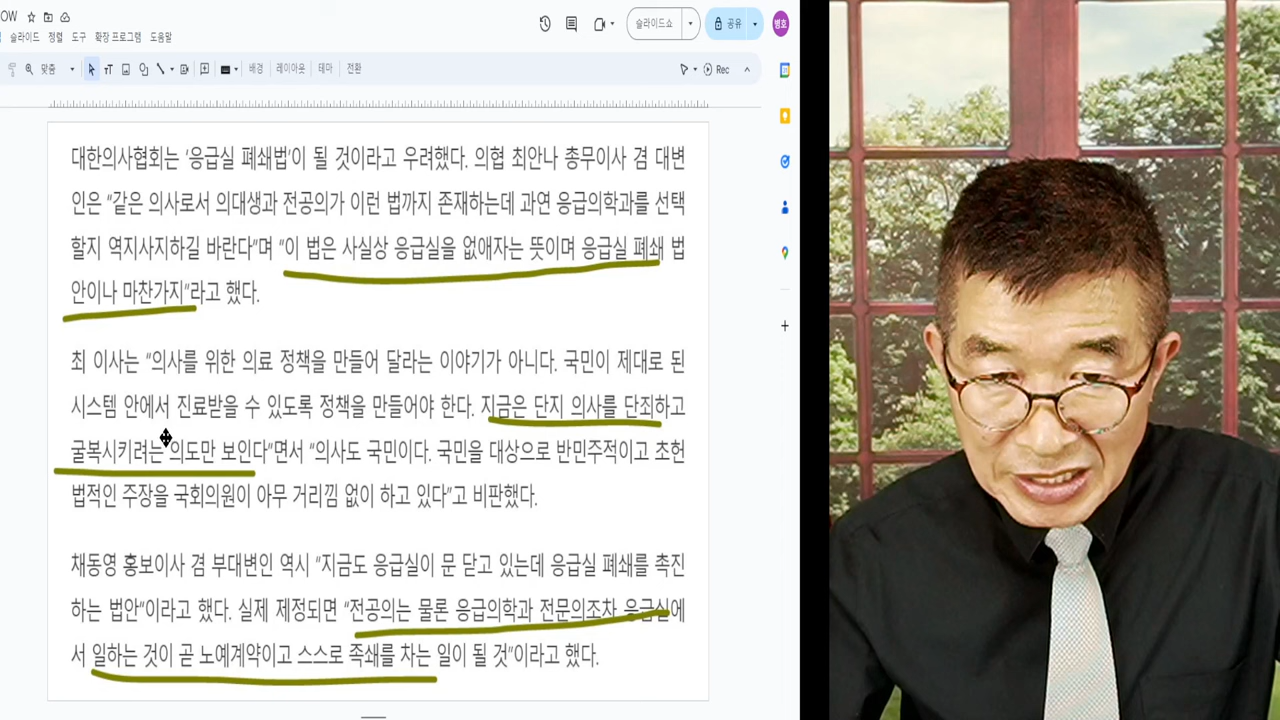 OW
슬라이드쇼
공유
범호
슬라이드 정렬 도구 확장 프로그램 도움말
맞춤 배경 레이아웃 테마 전환 Rec
대한의사협회는 ‘응급실 폐쇄법’이 될 것이라고 우려했다. 의협 최안나 총무이사 겸 대변
인은 “같은 의사로서 의대생과 전공의가 이런 법까지 존재하는데 과연 응급의학과를 선택
할지 역지사지하길 바란다”며 “이 법은 사실상 응급실을 없애자는 뜻이며 응급실 폐쇄 법
안이나 마찬가지”라고 했다.
최 이사는 “의사를 위한 의료 정책을 만들어 달라는 이야기가 아니다. 국민이 제대로 된
시스템 안에서 진료받을 수 있도록 정책을 만들어야 한다. 지금은 단지 의사를 단죄하고
굴복시키려는 의도만 보인다”면서 “의사도 국민이다. 국민을 대상으로 반민주적이고 초헌
법적인 주장을 국회의원이 아무 거리낌 없이 하고 있다”고 비판했다.
채동영 홍보이사 겸 부대변인 역시 “지금도 응급실이 문 닫고 있는데 응급실 폐쇄를 촉진
하는 법안”이라고 했다. 실제 제정되면 “전공의는 물론 응급의학과 전문의조차 응급실에
서 일하는 것이 곧 노예계약이고 스스로 족쇄를 차는 일이 될 것”이라고 했다.